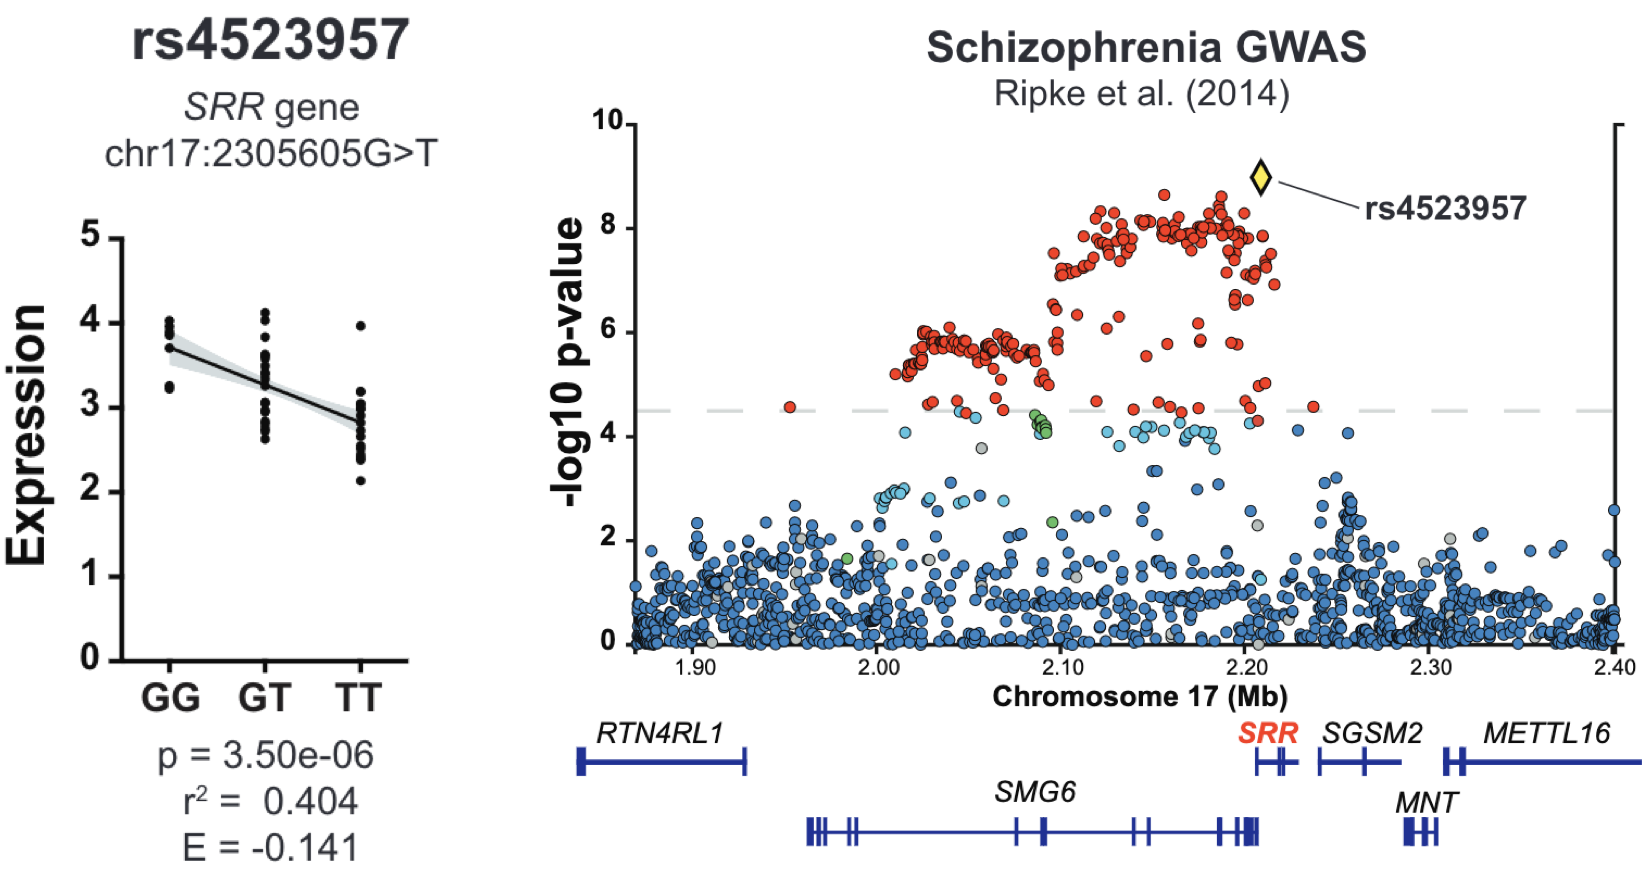 rs4523957
SRR gene
chr17:2305605G>T
Expression
5
4
3
2
1
0
GG GT TT
p = 3.50e-06
r² = 0.404
E = -0.141
Schizophrenia GWAS
Ripke et al. (2014)
-log10 p-value
10
8
6
4
2
0
rs4523957
1.90 2.00 2.10 2.20 2.30 2.40
Chromosome 17 (Mb)
RTN4RL1 SRR SGSM2 METTL16
SMG6 MNT